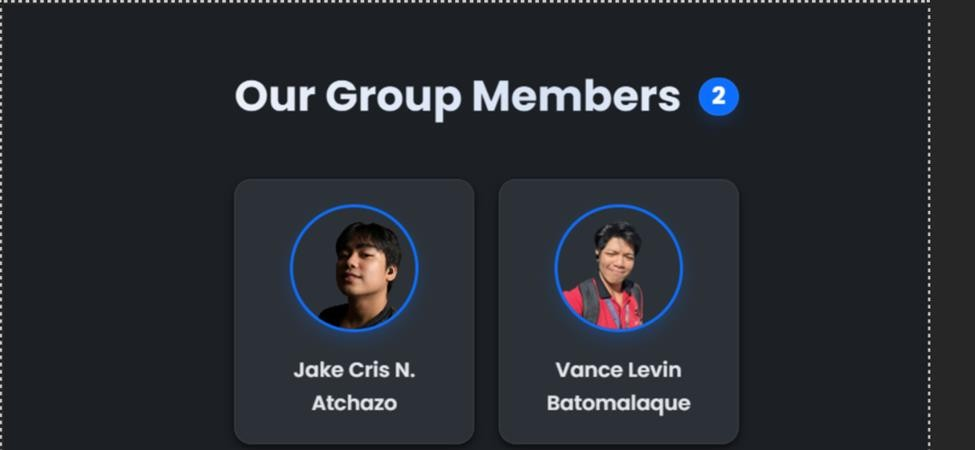 Our Group Members 2
Jake Cris N.
Atchazo
Vance Levin
Batomalaque